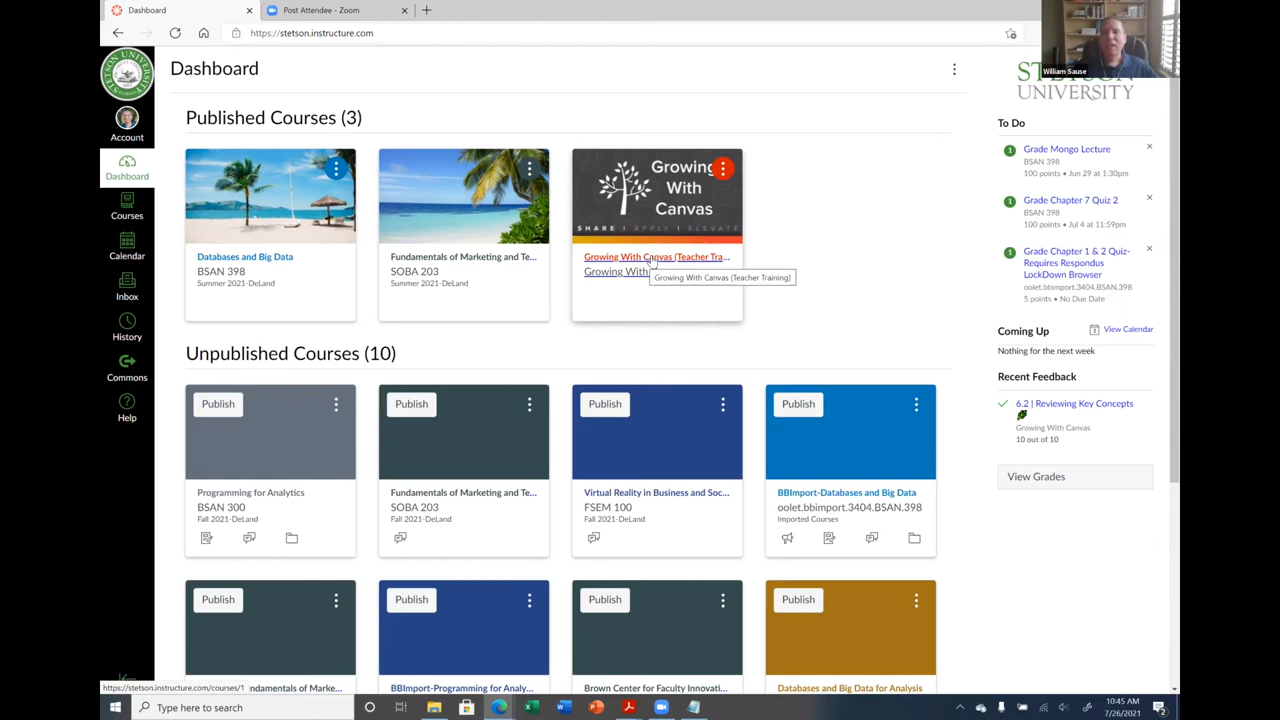 Dashboard
Post Attendee - Zoom
https://stetson.instructure.com
William Sause
STETSON UNIVERSITY
Account
Dashboard
Courses
Calendar
Inbox
History
Commons
Help
Dashboard
Published Courses (3)
Databases and Big Data
BSAN 398
Summer 2021-DeLand
Fundamentals of Marketing and Te...
SOBA 203
Summer 2021-DeLand
Growing
With
Canvas
SHARE | APPLY | ELEVATE
Growing With Canvas (Teacher Tra...
Growing With
Growing With Canvas (Teacher Training)
Unpublished Courses (10)
Publish
Programming for Analytics
BSAN 300
Fall 2021-DeLand
Publish
Fundamentals of Marketing and Te...
SOBA 203
Fall 2021-DeLand
Publish
Virtual Reality in Business and Soc...
FSEM 100
Fall 2021-DeLand
Publish
BBImport-Databases and Big Data
oolet.bbimport.3404.BSAN.398
Imported Courses
Publish
ndamentals of Marke...
Publish
BBImport-Programming for Analy...
Publish
Brown Center for Faculty Innovati...
Publish
Databases and Big Data for Analysis
STETSON
UNIVERSITY
To Do
1
Grade Mongo Lecture
BSAN 398
100 points • Jun 29 at 1:30pm
1
Grade Chapter 7 Quiz 2
BSAN 398
100 points • Jul 4 at 11:59pm
1
Grade Chapter 1 & 2 Quiz-
Requires Respondus
LockDown Browser
oolet.bbimport.3404.BSAN.398
5 points • No Due Date
Coming Up
View Calendar
Nothing for the next week
Recent Feedback
6.2 | Reviewing Key Concepts
Growing With Canvas
10 out of 10
View Grades
https://stetson.instructure.com/courses/1
Type here to search
10:45 AM
7/26/2021
2